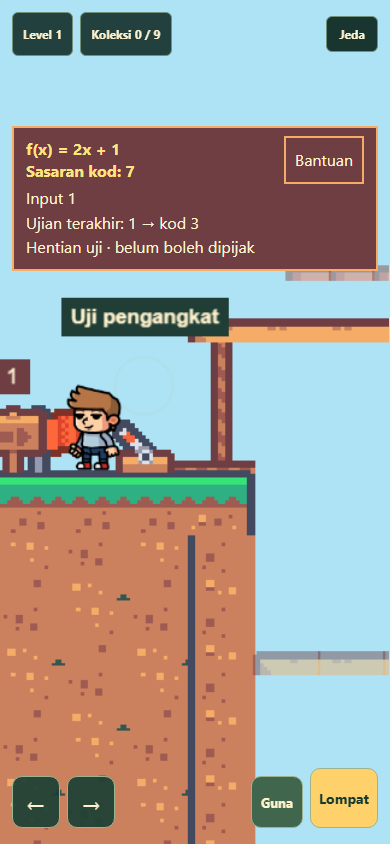 Level 1
Koleksi 0 / 9
Jeda
f(x) = 2x + 1
Sasaran kod: 7
Bantuan
Input 1
Ujian terakhir: 1 → kod 3
Hentian uji · belum boleh dipijak
Uji pengangkat
1
←
→
Guna
Lompat